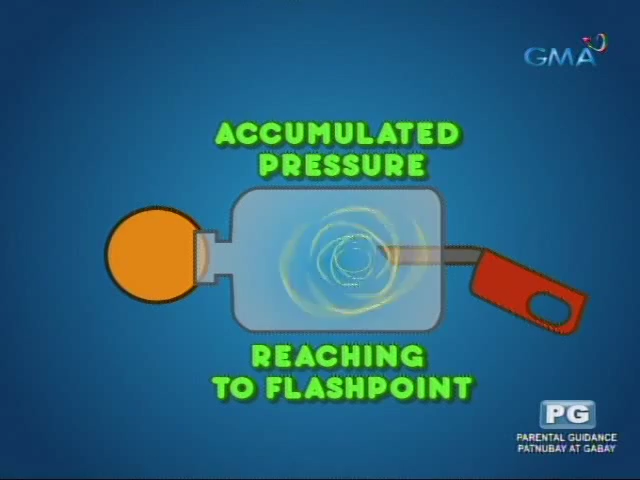 GMA
ACCUMULATED
PRESSURE
REACHING
TO FLASHPOINT
PG
PARENTAL GUIDANCE
PATNUBAY AT GABAY